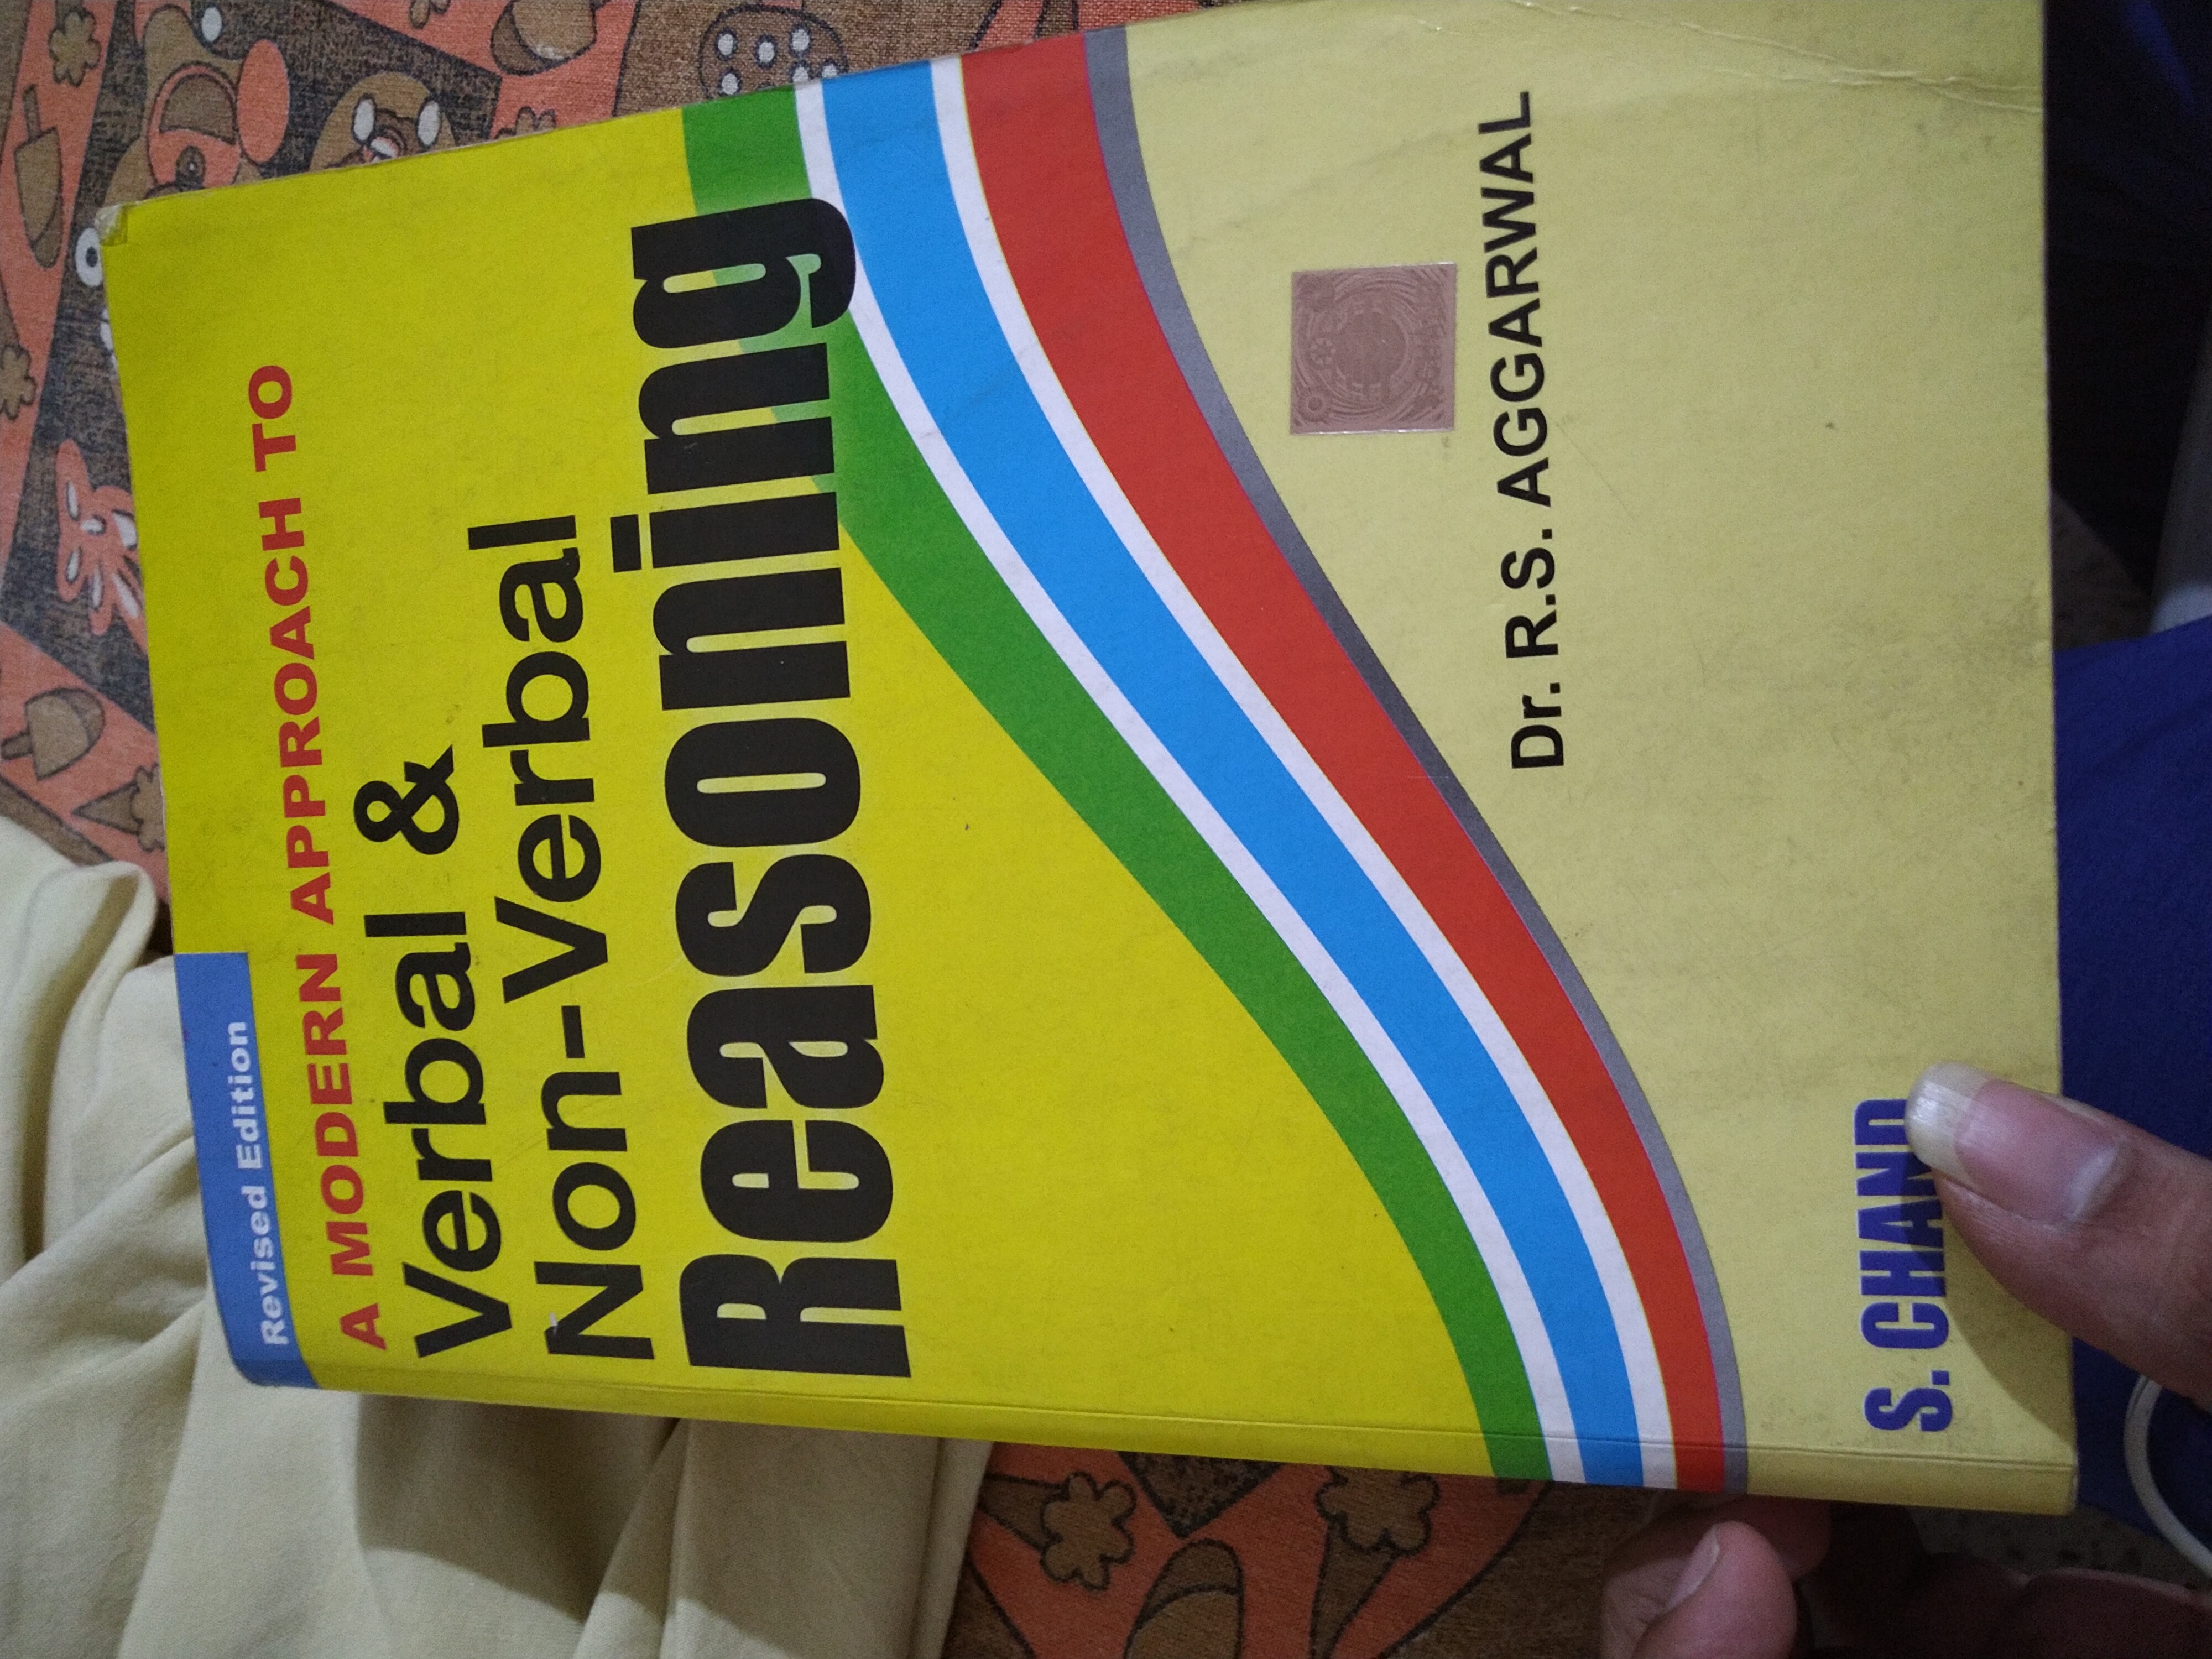 Revised Edition
A MODERN APPROACH TO
Verbal &
Non-Verbal
Reasoning
Dr. R.S. AGGARWAL
S. CHAND